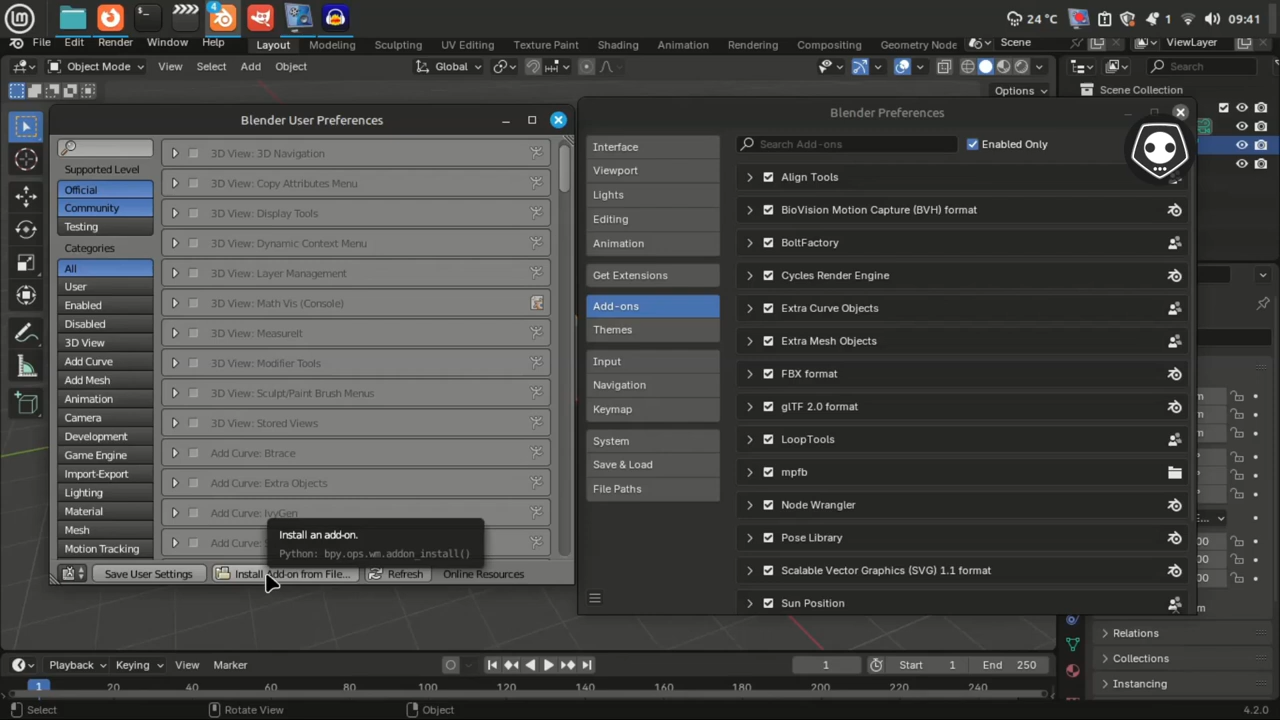 4
24 °C
1
09:41
File Edit Render Window Help
Layout Modeling Sculpting UV Editing Texture Paint Shading Animation Rendering Compositing Geometry Node
Scene
ViewLayer
Object Mode View Select Add Object
Global
Search
Options
Scene Collection
Blender User Preferences
Supported Level
Official
Community
Testing
Categories
All
User
Enabled
Disabled
3D View
Add Curve
Add Mesh
Animation
Camera
Development
Game Engine
Import-Export
Lighting
Material
Mesh
Motion Tracking
3D View: 3D Navigation
3D View: Copy Attributes Menu
3D View: Display Tools
3D View: Dynamic Context Menu
3D View: Layer Management
3D View: Math Vis (Console)
3D View: MeasureIt
3D View: Modifier Tools
3D View: Sculpt/Paint Brush Menus
3D View: Stored Views
Add Curve: Btrace
Add Curve: Extra Objects
Add Curve: IvyGen
Add Curve:
Install an add-on.
Python: bpy.ops.wm.addon_install()
Save User Settings
Install Add-on from File...
Refresh
Online Resources
Blender Preferences
Interface
Viewport
Lights
Editing
Animation
Get Extensions
Add-ons
Themes
Input
Navigation
Keymap
System
Save & Load
File Paths
Search Add-ons
Enabled Only
Align Tools
BioVision Motion Capture (BVH) format
BoltFactory
Cycles Render Engine
Extra Curve Objects
Extra Mesh Objects
FBX format
glTF 2.0 format
LoopTools
mpfb
Node Wrangler
Pose Library
Scalable Vector Graphics (SVG) 1.1 format
Sun Position
m
m
m
E...
00
00
00
m
Relations
Collections
Instancing
Playback Keying View Marker
1
Start 1
End 250
1 20 40 60 80 100 120 140 160 180 200 220 240
Select
Rotate View
Object
4.2.0